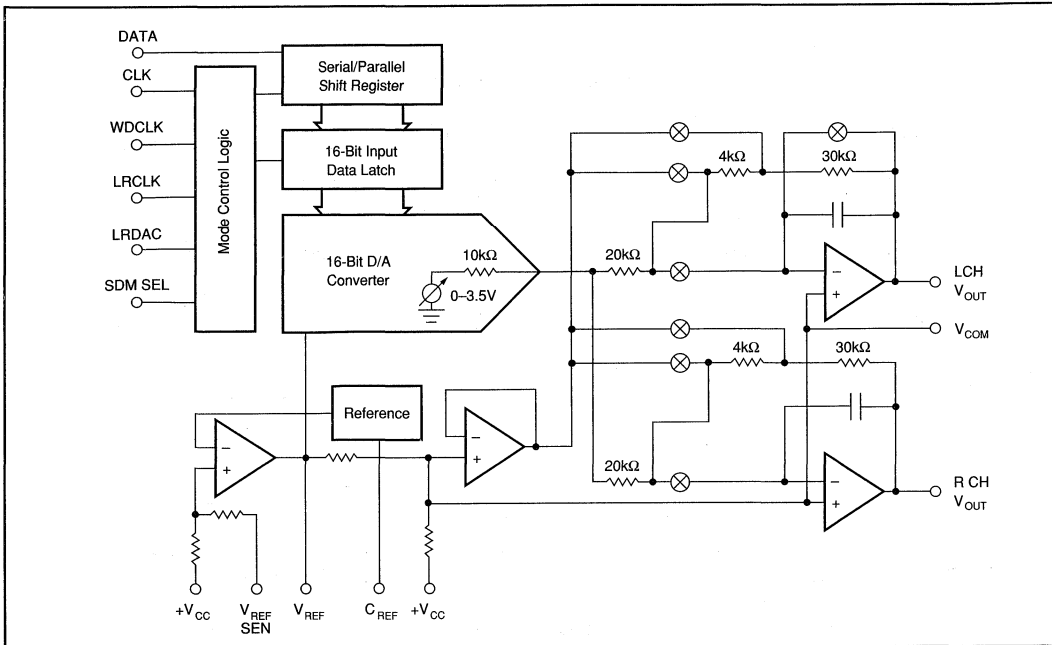 DATA
CLK
WDCLK
LRCLK
LRDAC
SDM SEL
Mode Control Logic
Serial/Parallel
Shift Register
16-Bit Input
Data Latch
16-Bit D/A
Converter
10kΩ
0–3.5V
20kΩ
4kΩ
30kΩ
LCH
VOUT
VCOM
4kΩ
30kΩ
20kΩ
R CH
VOUT
Reference
+VCC
VREF
SEN
VREF
CREF
+VCC